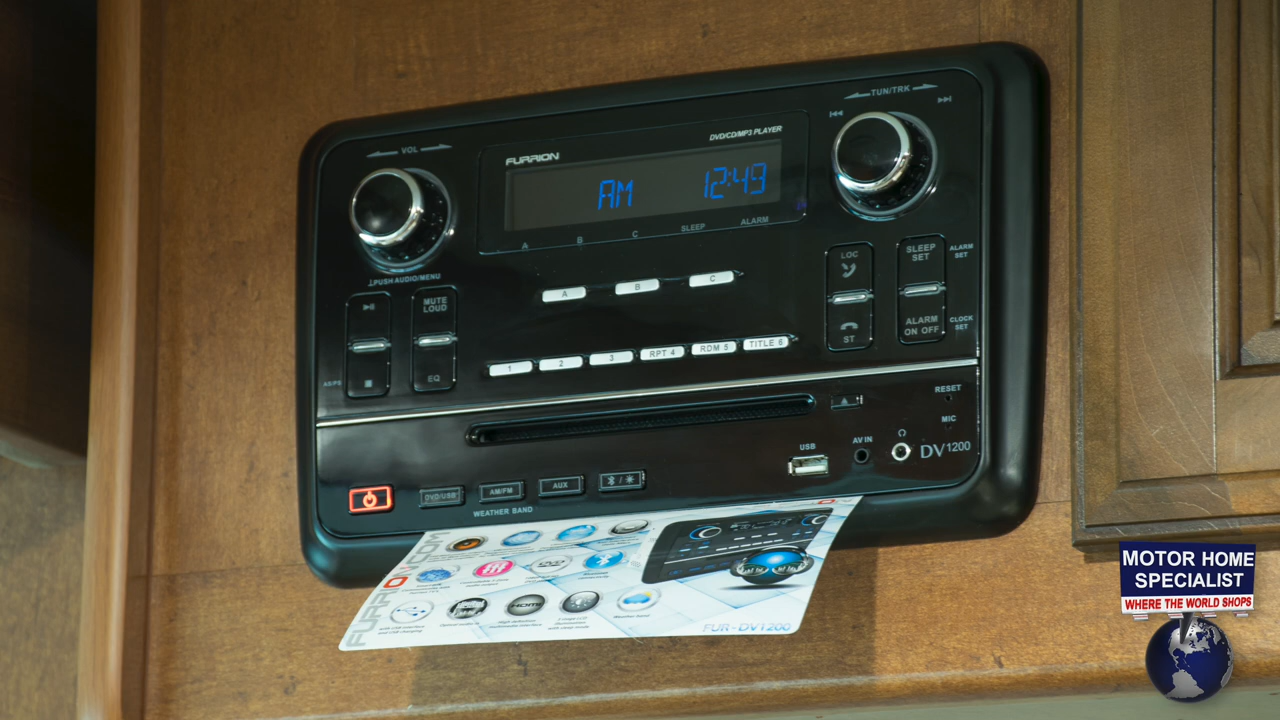 TUN/TRK
VOL
DVD/CD/MP3 PLAYER
FURRION
AM 12:49
A B C SLEEP ALARM
PUSH AUDIO/MENU
MUTE
LOUD
EQ
AS/PS
A B C
1 2 3 RPT 4 RDM 5 TITLE 6
LOC
ST
SLEEP
SET
ALARM
SET
ALARM
ON OFF
CLOCK
SET
RESET
MIC
USB
AV IN
DV1200
DVD/USB AM/FM AUX
WEATHER BAND
FURRION
HDMI
FUR-DV1200
MOTOR HOME
SPECIALIST
WHERE THE WORLD SHOPS